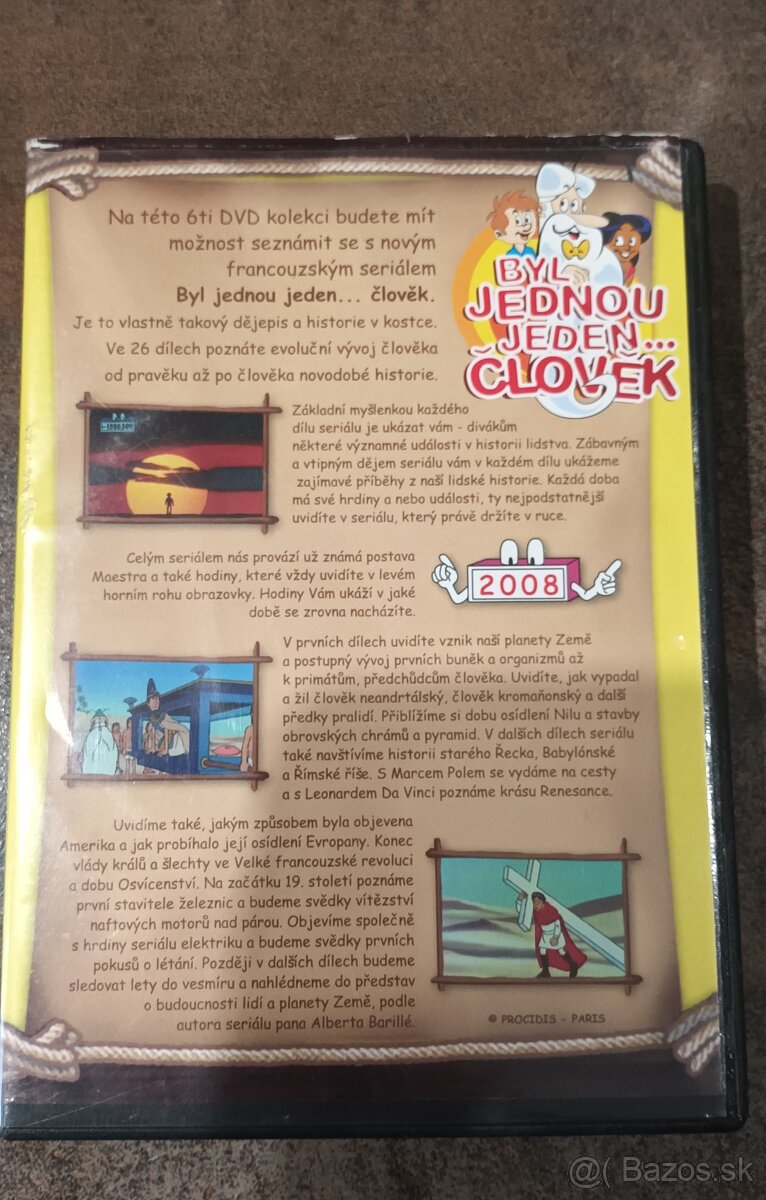 Na této 6ti DVD kolekci budete mít
možnost seznámit se s novým
francouzským seriálem
Byl jednou jeden... člověk.
Je to vlastně takový dějepis a historie v kostce.
Ve 26 dílech poznáte evoluční vývoj člověka
od pravěku až po člověka novodobé historie.
BYL
JEDNOU
JEDEN...
ČLOVĚK
-1.000.000
Základní myšlenkou každého
dílu seriálu je ukázat vám - divákům
některé významné události v historii lidstva. Zábavným
a vtipným dějem seriálu vám v každém dílu ukážeme
zajímavé příběhy z naší lidské historie. Každá doba
má své hrdiny a nebo události, ty nejpodstatnější
uvidíte v seriálu, který právě držíte v ruce.
Celým seriálem nás provází už známá postava
Maestra a také hodiny, které vždy uvidíte v levém
horním rohu obrazovky. Hodiny Vám ukáží v jaké
době se zrovna nacházíte.
2008
V prvních dílech uvidíte vznik naší planety Země
a postupný vývoj prvních buněk a organizmů až
k primátům, předchůdcům člověka. Uvidíte, jak vypadal
a žil člověk neandrtálský, člověk kromaňonský a další
předky pralidí. Přiblížíme si dobu osídlení Nilu a stavby
obrovských chrámů a pyramid. V dalších dílech seriálu
také navštívíme historii starého Řecka, Babylónské
a Římské říše. S Marcem Polem se vydáme na cesty
a s Leonardem Da Vinci poznáme krásu Renesance.
Uvidíme také, jakým způsobem byla objevena
Amerika a jak probíhalo její osídlení Evropany. Konec
vlády králů a šlechty ve Velké francouzské revoluci
a dobu Osvícenství. Na začátku 19. století poznáme
první stavitele železnic a budeme svědky vítězství
naftových motorů nad párou. Objevíme společně
s hrdiny seriálu elektriku a budeme svědky prvních
pokusů o létání. Později v dalších dílech budeme
sledovat lety do vesmíru a nahlédneme do představ
o budoucnosti lidí a planety Země, podle
autora seriálu pana Alberta Barillé.
© PROCIDIS - PARIS
@( Bazos.sk